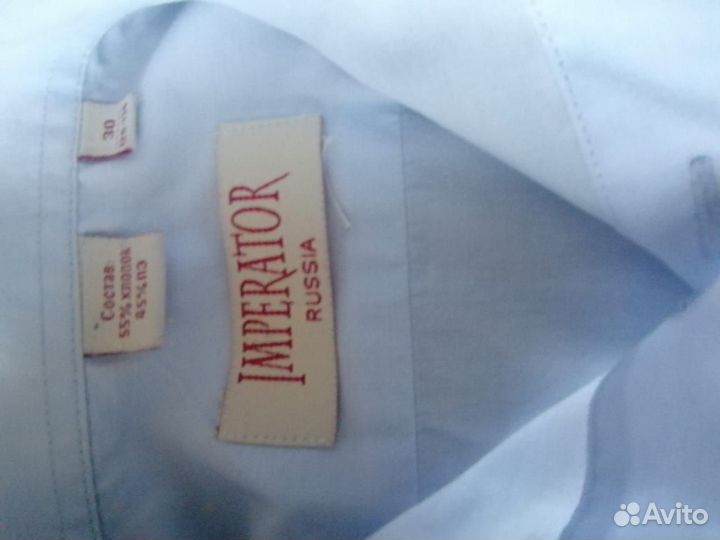 IMPERATOR
RUSSIA
30
Состав:
55% хлопок
45% пэ
Avito